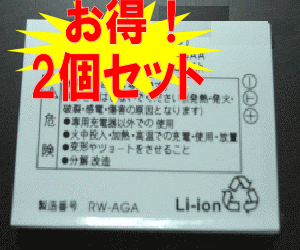 お得！
2個セット
(発熱・発火・
破裂・感電・傷害の原因となります)
危険
●専用充電器以外での使用
●火中投入・加熱・高温での充電・使用・放置
●変形やショートをさせること
●分解 改造
製造番号 RW-AGA Li-ion